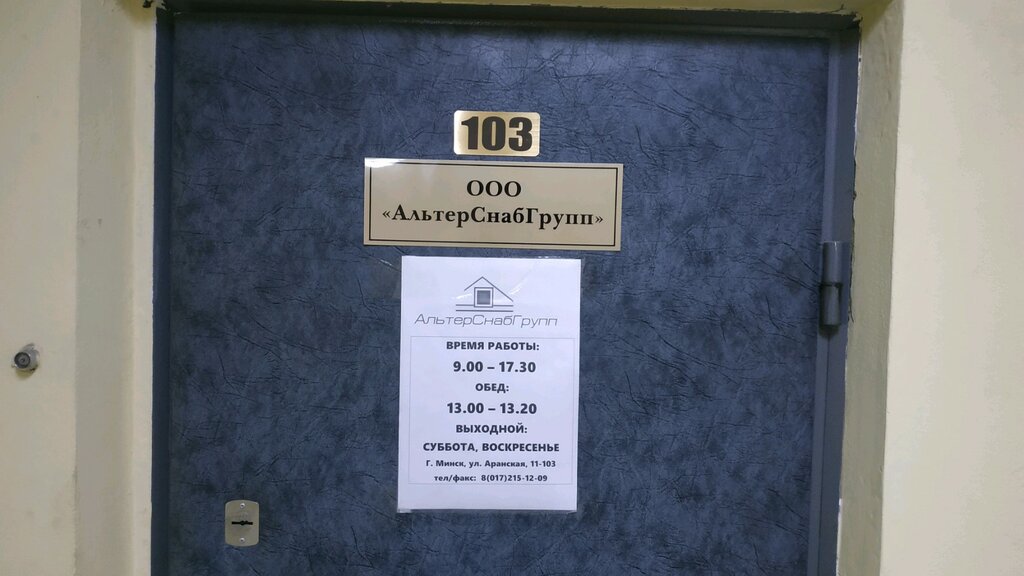 103
ООО
«АльтерСнабГрупп»
АльтерСнабГрупп
ВРЕМЯ РАБОТЫ:
9.00 – 17.30
ОБЕД:
13.00 – 13.20
ВЫХОДНОЙ:
СУББОТА, ВОСКРЕСЕНЬЕ
Г. Минск, ул. Аранская, 11-103
тел/факс: 8(017)215-12-09